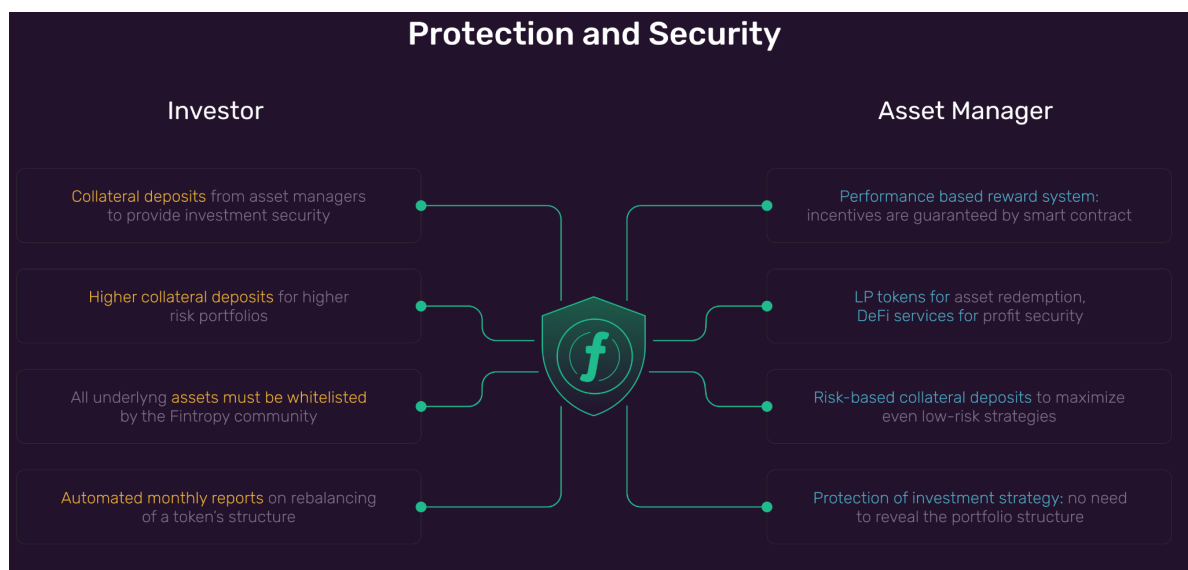 Protection and Security
Investor
Collateral deposits from asset managers
to provide investment security
Higher collateral deposits for higher
risk portfolios
All underlyng assets must be whitelisted
by the Fintropy community
Automated monthly reports on rebalancing
of a token's structure
f
Asset Manager
Performance based reward system:
incentives are guaranteed by smart contract
LP tokens for asset redemption,
DeFi services for profit security
Risk-based collateral deposits to maximize
even low-risk strategies
Protection of investment strategy: no need
to reveal the portfolio structure